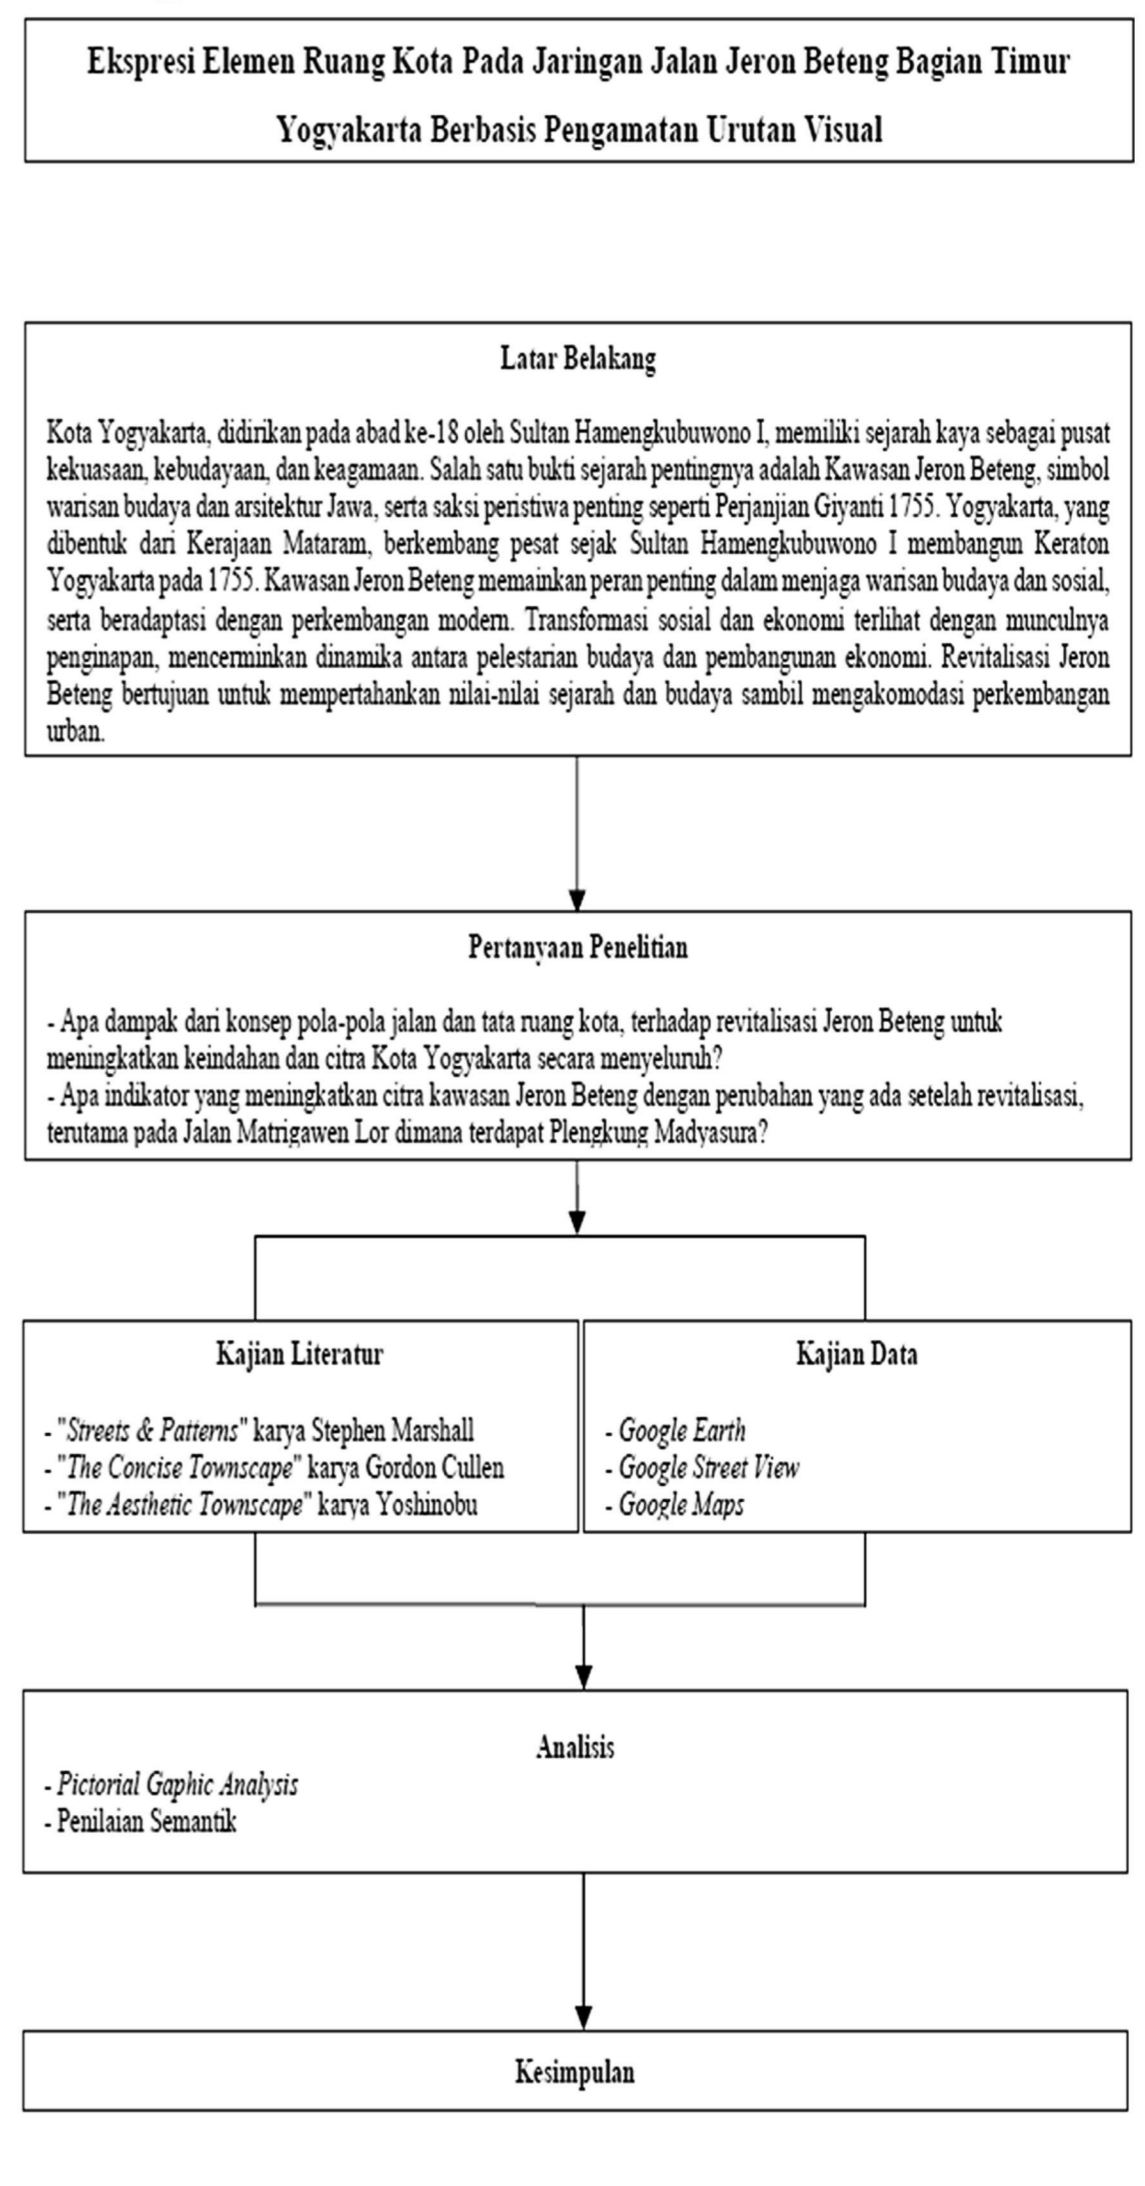 Ekspresi Elemen Ruang Kota Pada Jaringan Jalan Jeron Beteng Bagian Timur
Yogyakarta Berbasis Pengamatan Urutan Visual
Latar Belakang
Kota Yogyakarta, didirikan pada abad ke-18 oleh Sultan Hamengkubuwono I, memiliki sejarah kaya sebagai pusat
kekuasaan, kebudayaan, dan keagamaan. Salah satu bukti sejarah pentingnya adalah Kawasan Jeron Beteng, simbol
warisan budaya dan arsitektur Jawa, serta saksi peristiwa penting seperti Perjanjian Giyanti 1755. Yogyakarta, yang
dibentuk dari Kerajaan Mataram, berkembang pesat sejak Sultan Hamengkubuwono I membangun Keraton
Yogyakarta pada 1755. Kawasan Jeron Beteng memainkan peran penting dalam menjaga warisan budaya dan sosial,
serta beradaptasi dengan perkembangan modern. Transformasi sosial dan ekonomi terlihat dengan munculnya
penginapan, mencerminkan dinamika antara pelestarian budaya dan pembangunan ekonomi. Revitalisasi Jeron
Beteng bertujuan untuk mempertahankan nilai-nilai sejarah dan budaya sambil mengakomodasi perkembangan
urban.
Pertanyaan Penelitian
- Apa dampak dari konsep pola-pola jalan dan tata ruang kota, terhadap revitalisasi Jeron Beteng untuk
meningkatkan keindahan dan citra Kota Yogyakarta secara menyeluruh?
- Apa indikator yang meningkatkan citra kawasan Jeron Beteng dengan perubahan yang ada setelah revitalisasi,
terutama pada Jalan Matrigawen Lor dimana terdapat Plengkung Madyasura?
Kajian Literatur
- "Streets & Patterns" karya Stephen Marshall
- "The Concise Townscape" karya Gordon Cullen
- "The Aesthetic Townscape" karya Yoshinobu
Kajian Data
- Google Earth
- Google Street View
- Google Maps
Analisis
- Pictorial Gaphic Analysis
- Penilaian Semantik
Kesimpulan